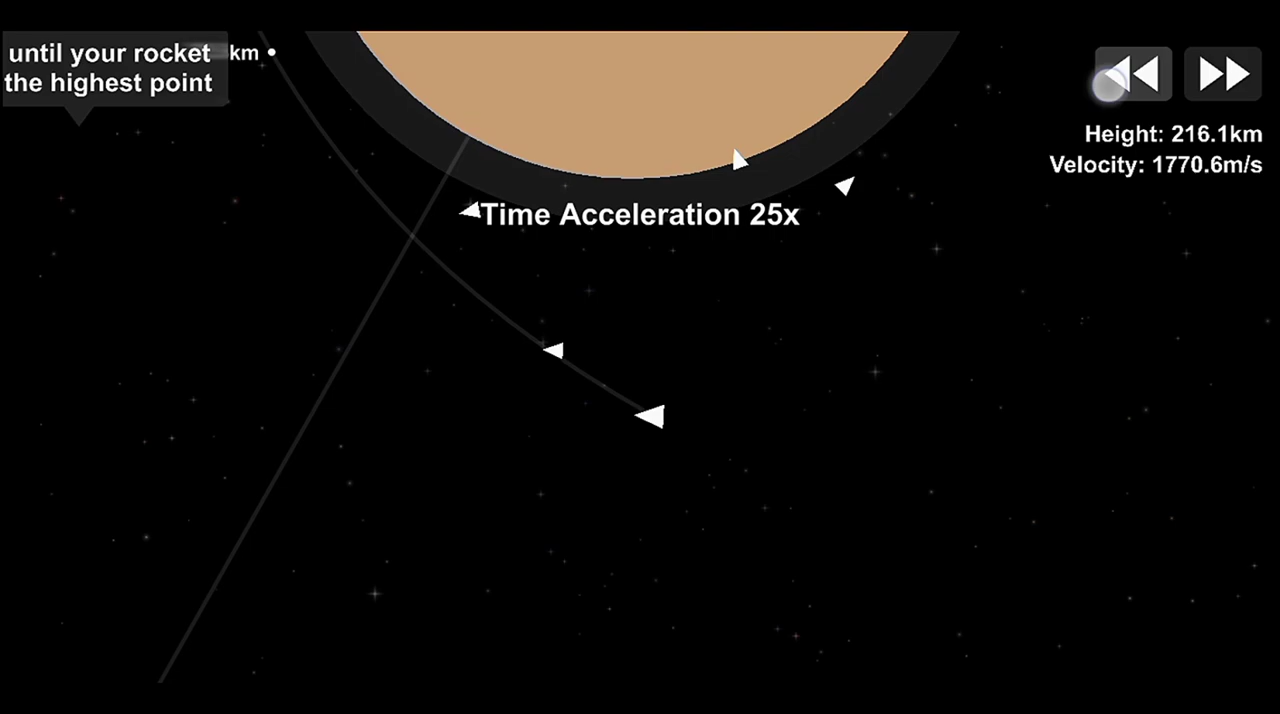 until your rocket
the highest point
km
Height: 216.1km
Velocity: 1770.6m/s
Time Acceleration 25x